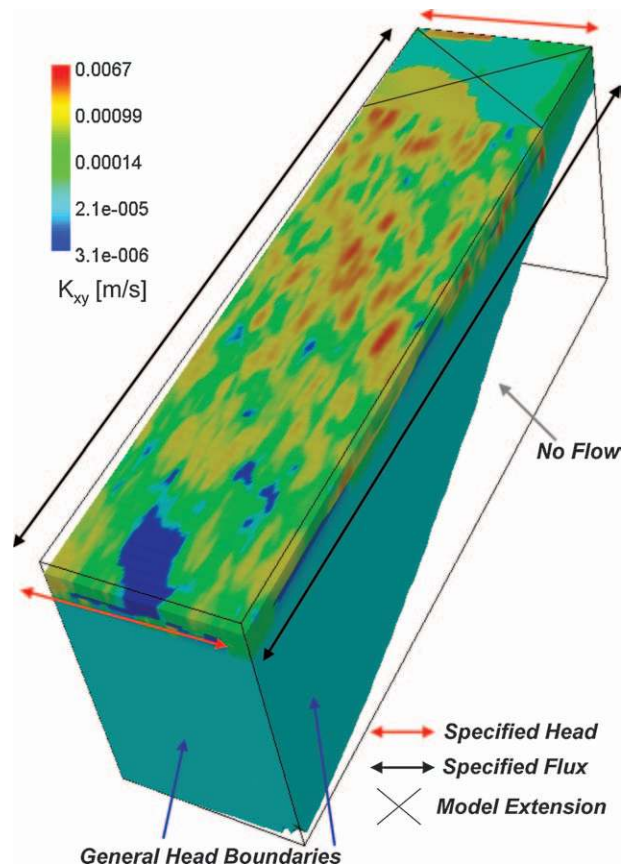 0.0067
0.00099
0.00014
2.1e-005
3.1e-006
Kxy [m/s]
No Flow
Specified Head
Specified Flux
Model Extension
General Head Boundaries